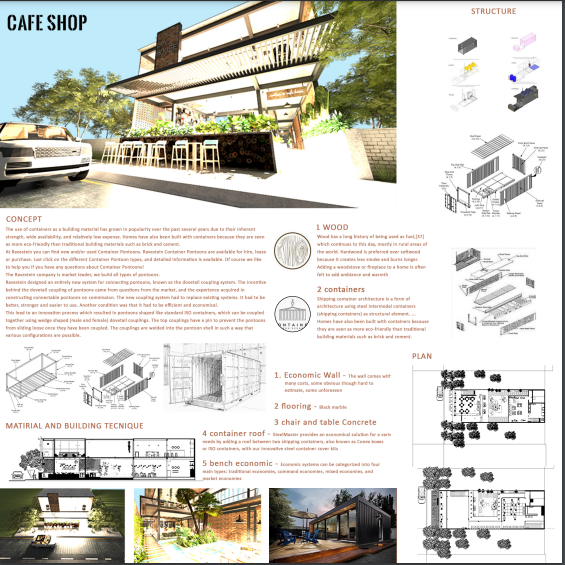 CAFE SHOP
STRUCTURE
CONCEPT
The use of containers as a building material has grown in popularity over the past several years due to their inherent
strength, wide availability, and relatively low expense. Homes have also been built with containers because they are seen
as more eco-friendly than traditional building materials such as brick and cement.
At Ravestein you can find new and/or used Container Pontoons. Ravestein Container Pontoons are available for hire, lease
or purchase. Last click on the different Container Pontoon types, and detailed information is available. Of course we like
to help you if you have any questions about Container Pontoons!
The Ravestein company is market leader, we build all types of pontoons.
Ravestein designed an entirely new system for connecting pontoons, known as the dovetail coupling system. The incentive
behind the dovetail coupling of pontoons came from questions from the market, and the experience acquired in
constructing connectable pontoons on commission. The new coupling system had to replace existing systems. It had to be
better, stronger and easier to use. Another condition was that it had to be efficient and economical.
This lead to an innovation process which resulted in pontoons shaped like standard ISO containers, which can be coupled
together using wedge shaped (male and female) dovetail couplings. The top couplings have a pin to prevent the pontoons
from sliding loose once they have been coupled. The couplings are welded into the pontoon shell in such a way that
various configurations are possible.
1 WOOD
Wood has a long history of being used as fuel,[37]
which continues to this day, mostly in rural areas of
the world. Hardwood is preferred over softwood
because it creates less smoke and burns longer.
Adding a woodstove or fireplace to a home is often
felt to add ambiance and warmth
2 containers
Shipping container architecture is a form of
architecture using steel intermodal containers
(shipping containers) as structural element. ...
Homes have also been built with containers because
they are seen as more eco-friendly than traditional
building materials such as brick and cement.
1. Economic Wall - The wall comes with
many costs, some obvious though hard to
estimate, some unforeseen
2 flooring - Black marble
3 chair and table Concrete
4 container roof - SteelMaster provides an economical solution for a van's
needs by adding a roof between two shipping containers, also known as Conex boxes
or ISO containers, with our innovative steel container cover kits
5 bench economic - Economic systems can be categorized into four
main types: traditional economies, command economies, mixed economies, and
market economies
MATERIAL AND BUILDING TECNIQUE
PLAN